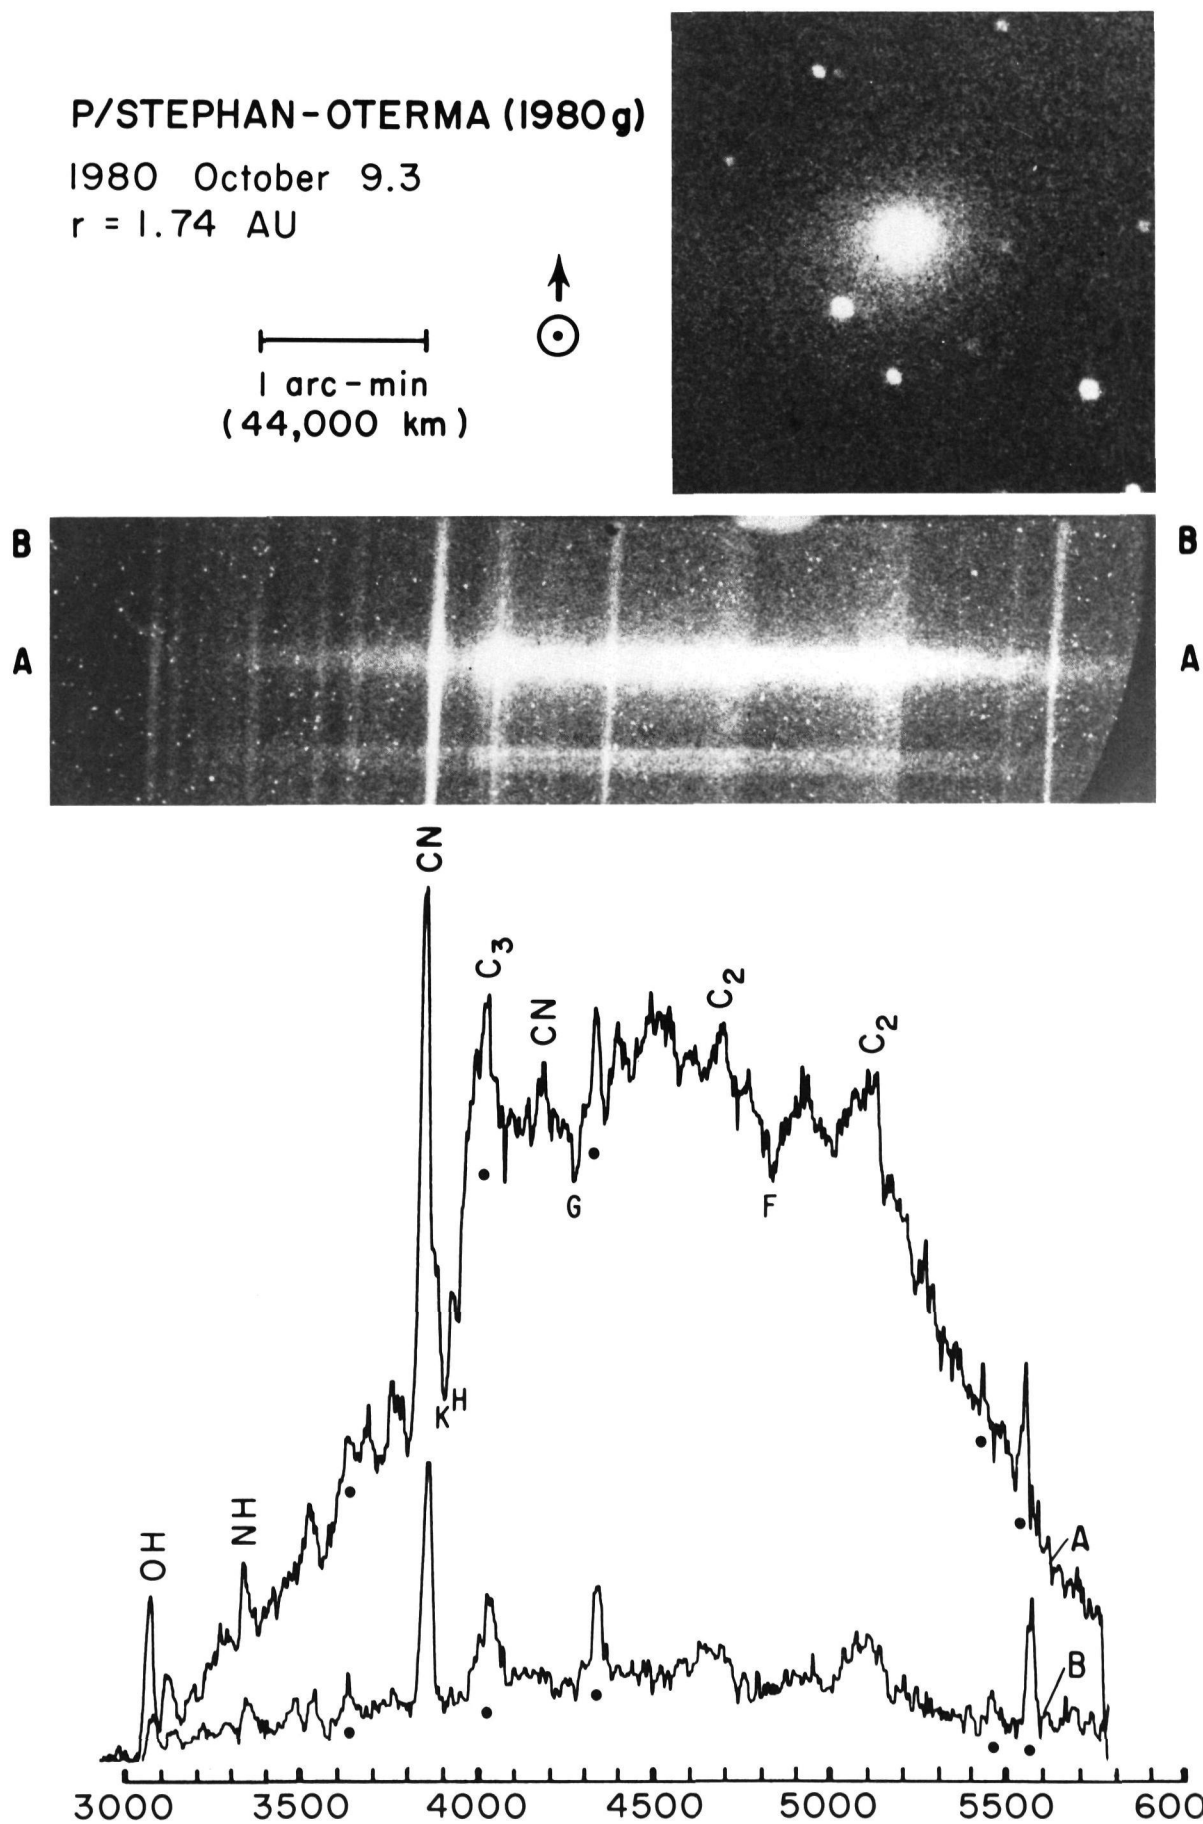 P/STEPHAN-OTERMA (1980g)
1980 October 9.3
r = 1.74 AU
1 arc-min
(44,000 km)
B B
A A
CN
C3
CN
C2
C2
G
F
K H
NH
OH
A
B
3000 3500 4000 4500 5000 5500 600